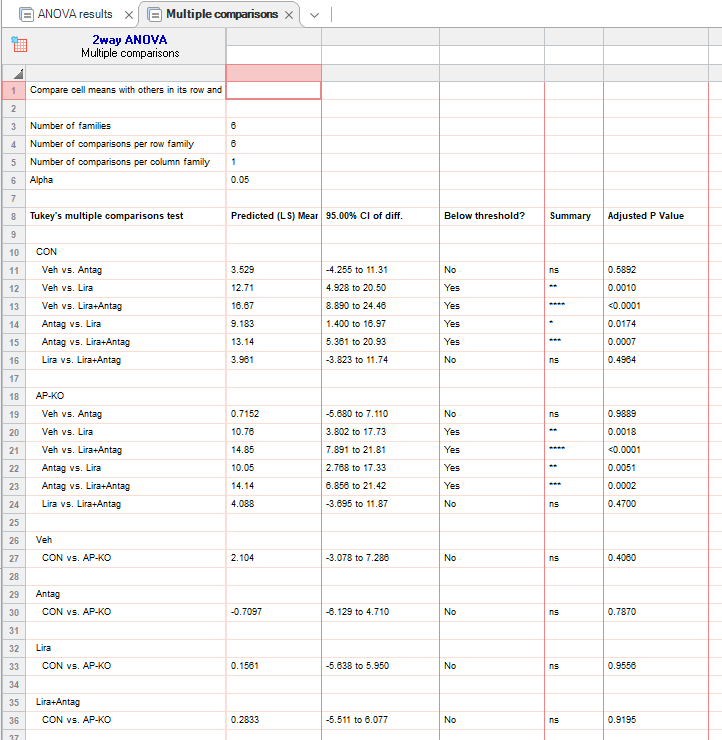 ANOVA results × Multiple comparisons ×
2way ANOVA
Multiple comparisons
1 Compare cell means with others in its row and
2
3 Number of families 6
4 Number of comparisons per row family 6
5 Number of comparisons per column family 1
6 Alpha 0.05
7
8 Tukey's multiple comparisons test Predicted (LS) Mear 95.00% CI of diff. Below threshold? Summary Adjusted P Value
9
10 CON
11 Veh vs. Antag 3.529 -4.255 to 11.31 No ns 0.5892
12 Veh vs. Lira 12.71 4.928 to 20.50 Yes ** 0.0010
13 Veh vs. Lira+Antag 16.67 8.890 to 24.46 Yes **** <0.0001
14 Antag vs. Lira 9.183 1.400 to 16.97 Yes * 0.0174
15 Antag vs. Lira+Antag 13.14 5.361 to 20.93 Yes *** 0.0007
16 Lira vs. Lira+Antag 3.961 -3.823 to 11.74 No ns 0.4964
17
18 AP-KO
19 Veh vs. Antag 0.7152 -5.680 to 7.110 No ns 0.9889
20 Veh vs. Lira 10.76 3.802 to 17.73 Yes ** 0.0018
21 Veh vs. Lira+Antag 14.85 7.891 to 21.81 Yes **** <0.0001
22 Antag vs. Lira 10.05 2.768 to 17.33 Yes ** 0.0051
23 Antag vs. Lira+Antag 14.14 6.856 to 21.42 Yes *** 0.0002
24 Lira vs. Lira+Antag 4.088 -3.695 to 11.87 No ns 0.4700
25
26 Veh
27 CON vs. AP-KO 2.104 -3.078 to 7.286 No ns 0.4060
28
29 Antag
30 CON vs. AP-KO -0.7097 -6.129 to 4.710 No ns 0.7870
31
32 Lira
33 CON vs. AP-KO 0.1561 -5.638 to 5.950 No ns 0.9556
34
35 Lira+Antag
36 CON vs. AP-KO 0.2833 -5.511 to 6.077 No ns 0.9195
37